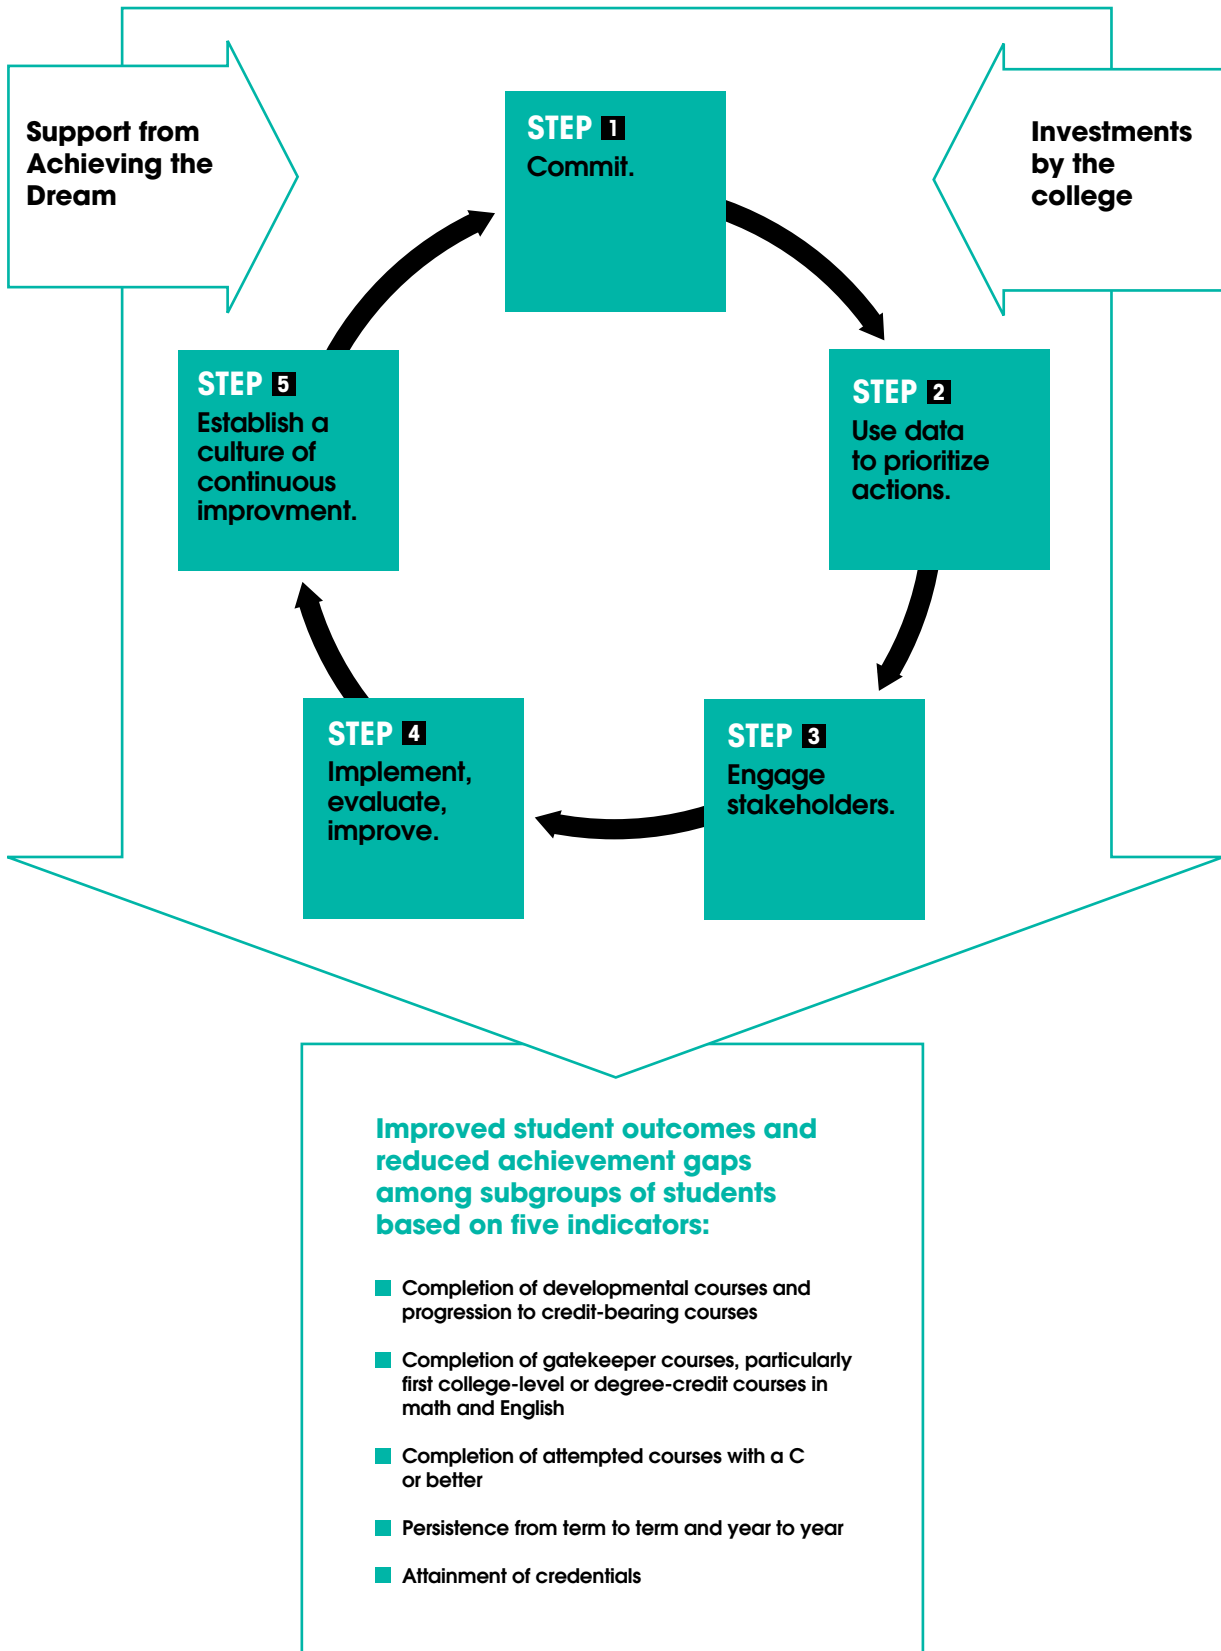 Support from
Achieving the
Dream
STEP 1
Commit.
Investments
by the
college
STEP 2
Use data
to prioritize
actions.
STEP 3
Engage
stakeholders.
STEP 4
Implement,
evaluate,
improve.
STEP 5
Establish a
culture of
continuous
improvment.
Improved student outcomes and
reduced achievement gaps
among subgroups of students
based on five indicators:
Completion of developmental courses and
progression to credit-bearing courses
Completion of gatekeeper courses, particularly
first college-level or degree-credit courses in
math and English
Completion of attempted courses with a C
or better
Persistence from term to term and year to year
Attainment of credentials